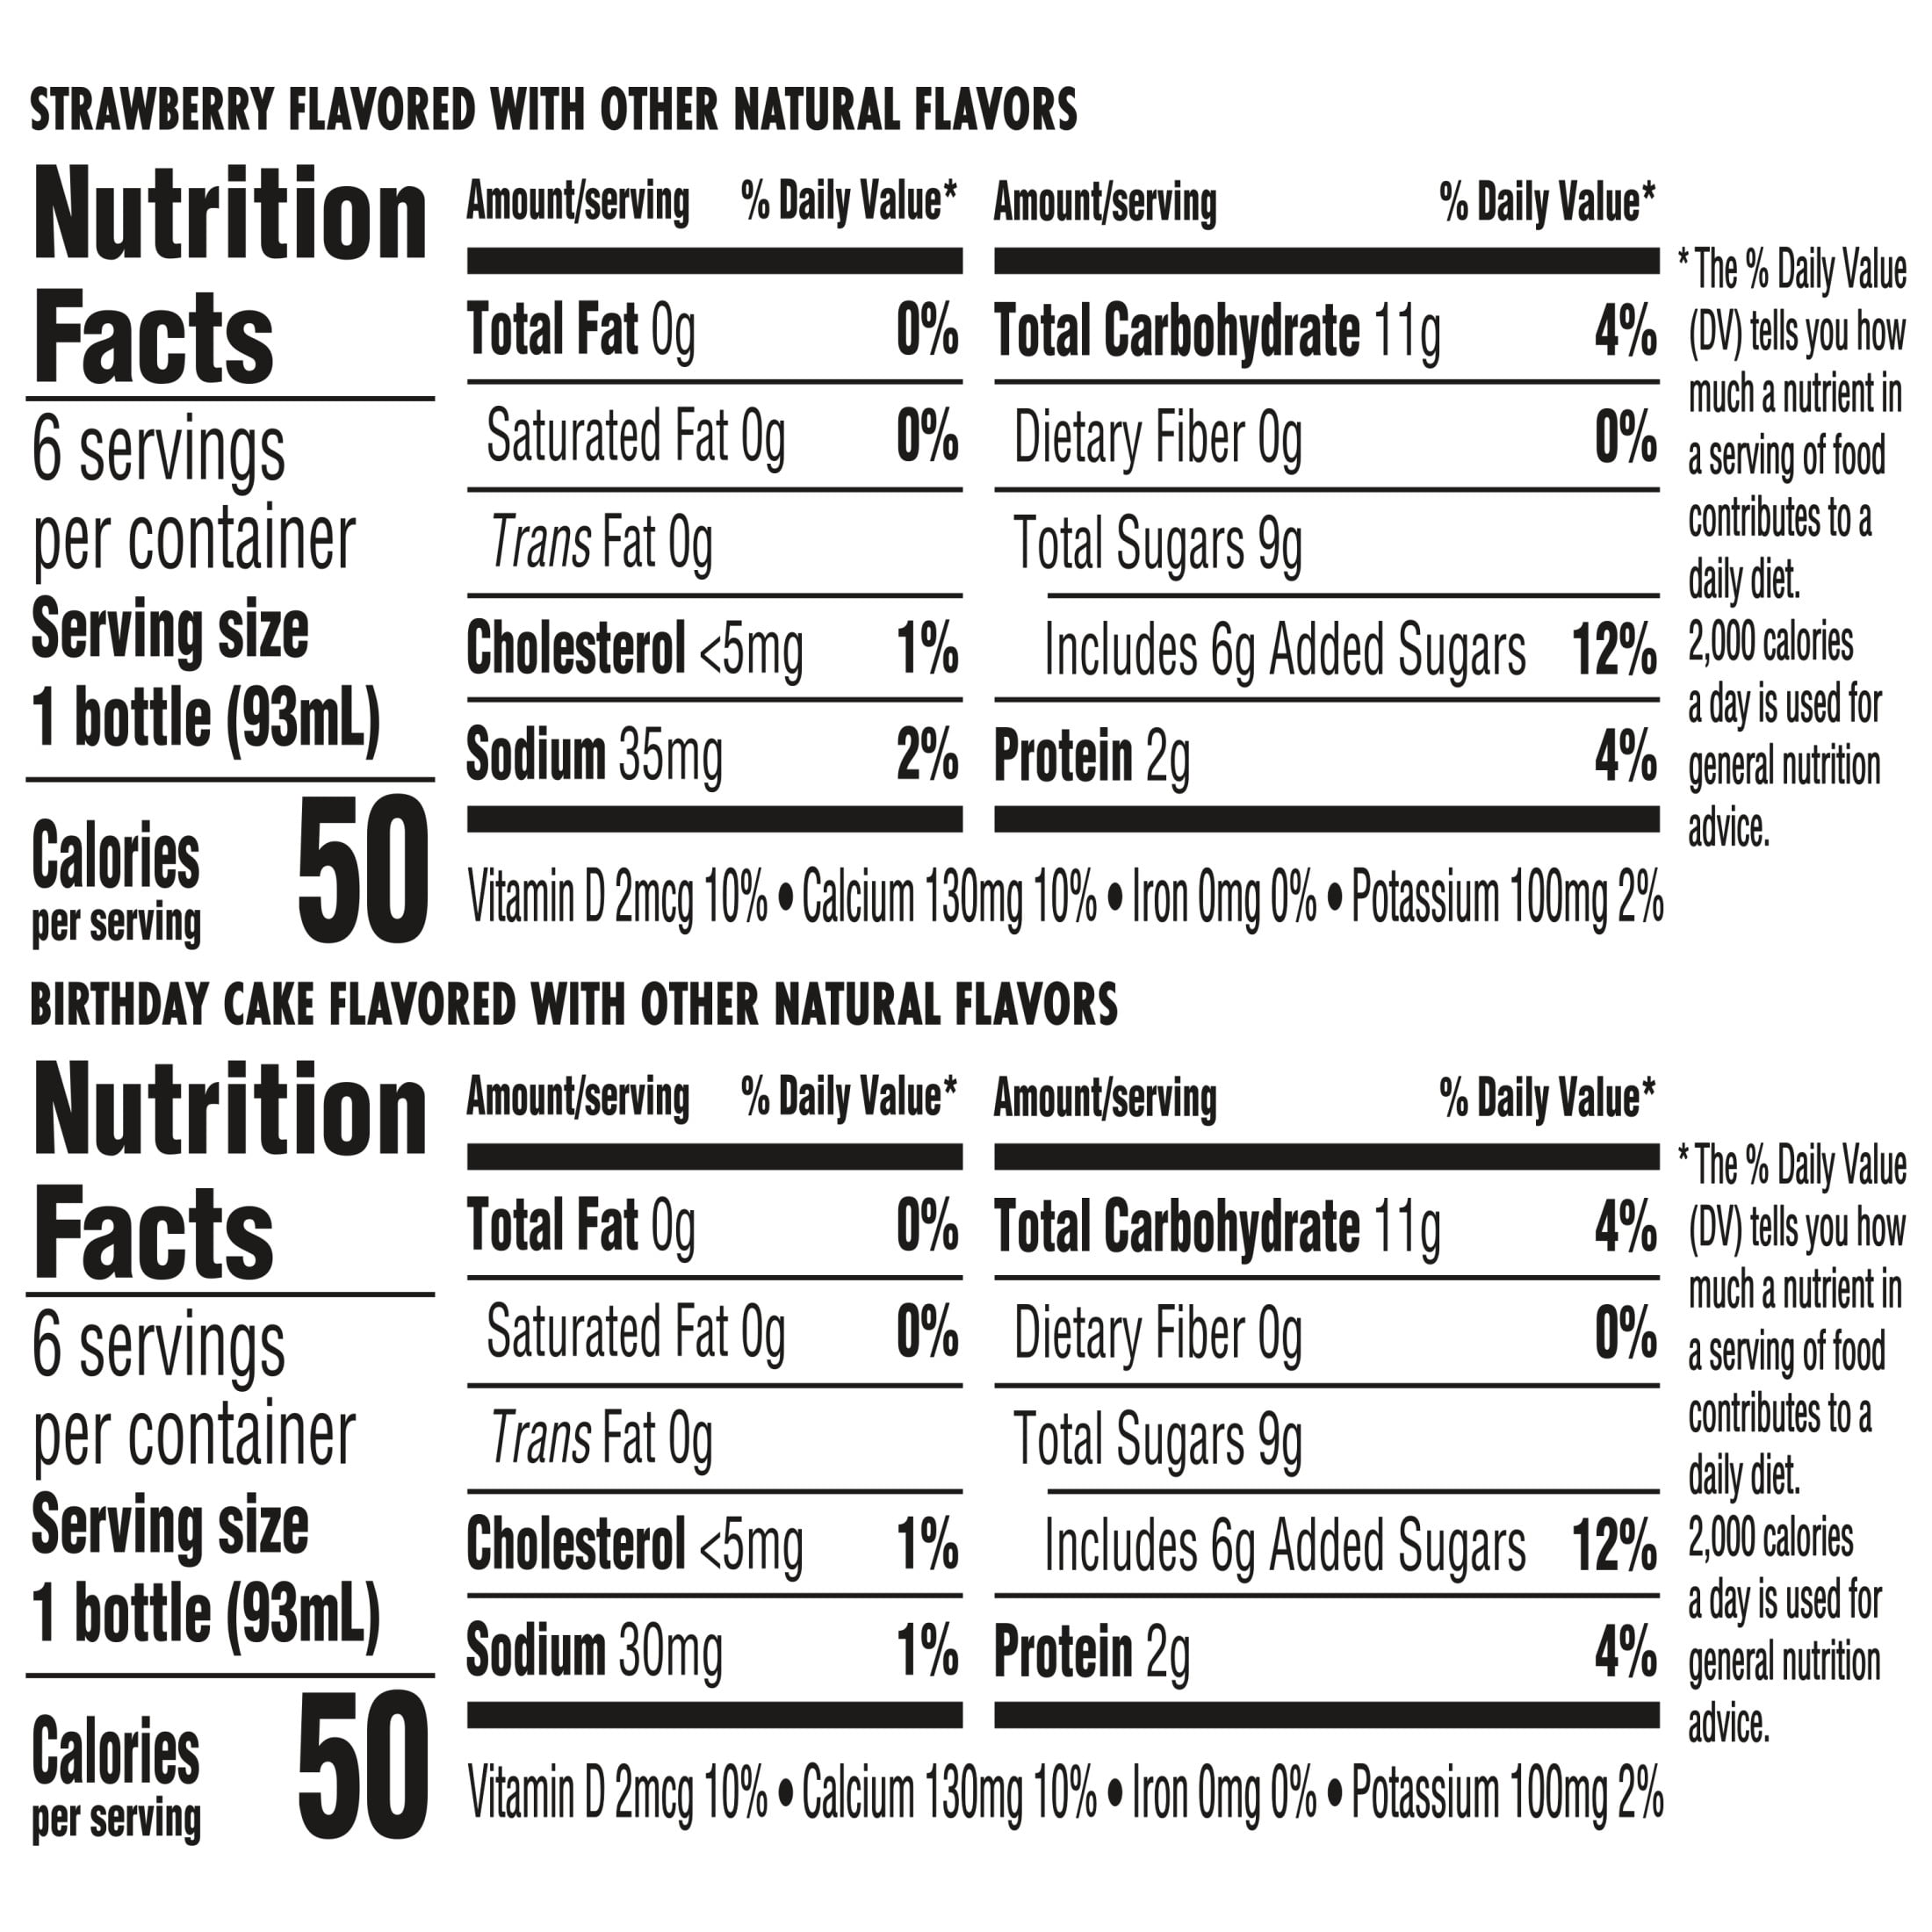 STRAWBERRY FLAVORED WITH OTHER NATURAL FLAVORS
Nutrition
Facts
6 servings
per container
Serving size
1 bottle (93mL)
Calories
per serving
50
Amount/serving % Daily Value*
Total Fat 0g 0%
Saturated Fat 0g 0%
Trans Fat 0g
Cholesterol <5mg 1%
Sodium 35mg 2%
Amount/serving % Daily Value*
Total Carbohydrate 11g 4%
Dietary Fiber 0g 0%
Total Sugars 9g
Includes 6g Added Sugars 12%
Protein 2g 4%
Vitamin D 2mcg 10% • Calcium 130mg 10% • Iron 0mg 0% • Potassium 100mg 2%
* The % Daily Value
(DV) tells you how
much a nutrient in
a serving of food
contributes to a
daily diet.
2,000 calories
a day is used for
general nutrition
advice.
BIRTHDAY CAKE FLAVORED WITH OTHER NATURAL FLAVORS
Nutrition
Facts
6 servings
per container
Serving size
1 bottle (93mL)
Calories
per serving
50
Amount/serving % Daily Value*
Total Fat 0g 0%
Saturated Fat 0g 0%
Trans Fat 0g
Cholesterol <5mg 1%
Sodium 30mg 1%
Amount/serving % Daily Value*
Total Carbohydrate 11g 4%
Dietary Fiber 0g 0%
Total Sugars 9g
Includes 6g Added Sugars 12%
Protein 2g 4%
Vitamin D 2mcg 10% • Calcium 130mg 10% • Iron 0mg 0% • Potassium 100mg 2%
* The % Daily Value
(DV) tells you how
much a nutrient in
a serving of food
contributes to a
daily diet.
2,000 calories
a day is used for
general nutrition
advice.